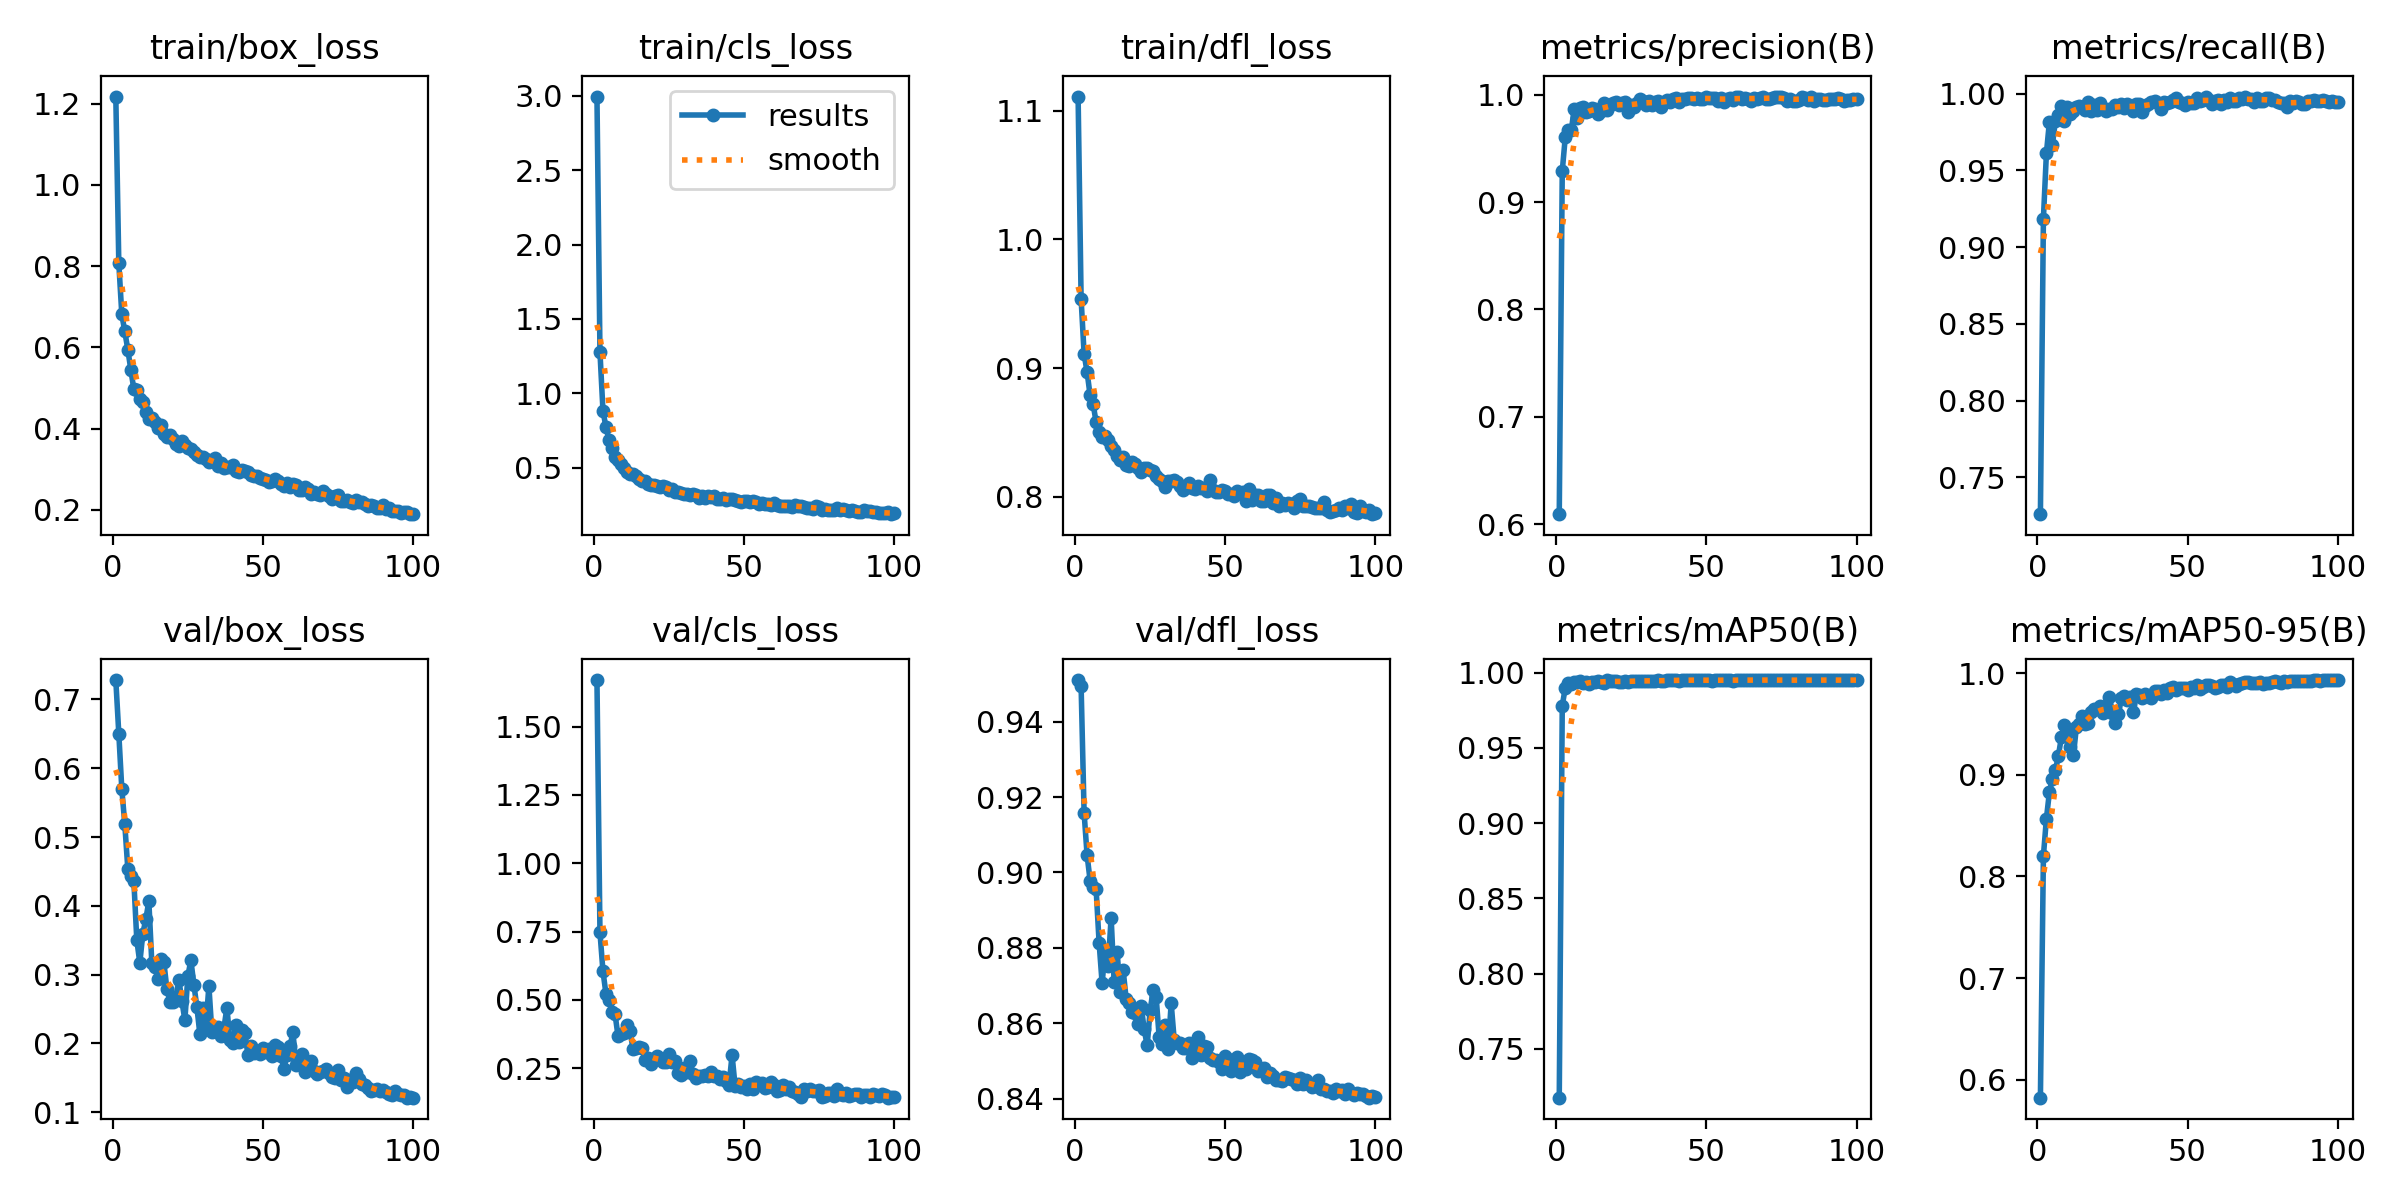 train/box_loss
1.2
1.0
0.8
0.6
0.4
0.2
0 50 100
train/cls_loss
3.0
2.5
2.0
1.5
1.0
0.5
0 50 100
results
smooth
train/dfl_loss
1.1
1.0
0.9
0.8
0 50 100
metrics/precision(B)
1.0
0.9
0.8
0.7
0.6
0 50 100
metrics/recall(B)
1.00
0.95
0.90
0.85
0.80
0.75
0 50 100
val/box_loss
0.7
0.6
0.5
0.4
0.3
0.2
0.1
0 50 100
val/cls_loss
1.50
1.25
1.00
0.75
0.50
0.25
0 50 100
val/dfl_loss
0.94
0.92
0.90
0.88
0.86
0.84
0 50 100
metrics/mAP50(B)
1.00
0.95
0.90
0.85
0.80
0.75
0 50 100
metrics/mAP50-95(B)
1.0
0.9
0.8
0.7
0.6
0 50 100